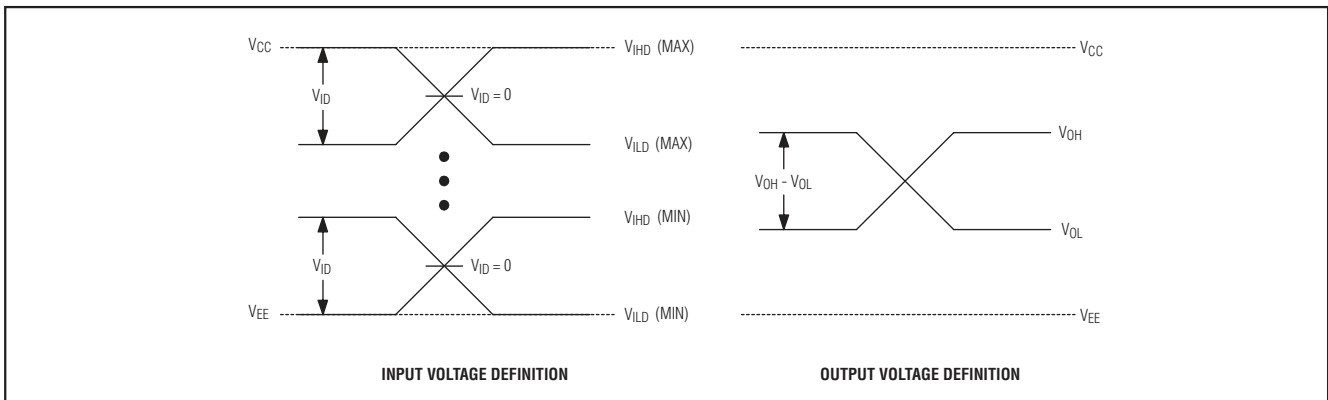 VCC
VIHD (MAX)
VID
VID = 0
VILD (MAX)
VIHD (MIN)
VID
VID = 0
VEE
VILD (MIN)
INPUT VOLTAGE DEFINITION
VCC
VOH
VOH - VOL
VOL
VEE
OUTPUT VOLTAGE DEFINITION